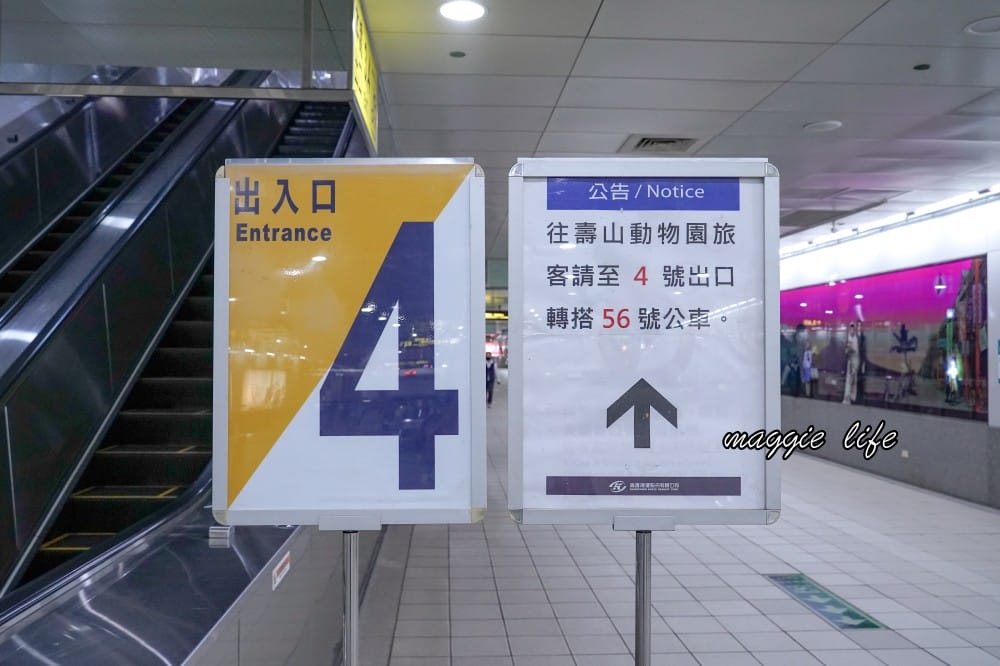 出入口
Entrance
4
公告 / Notice
往壽山動物園旅
客請至 4 號出口
轉搭 56 號公車。
maggie life